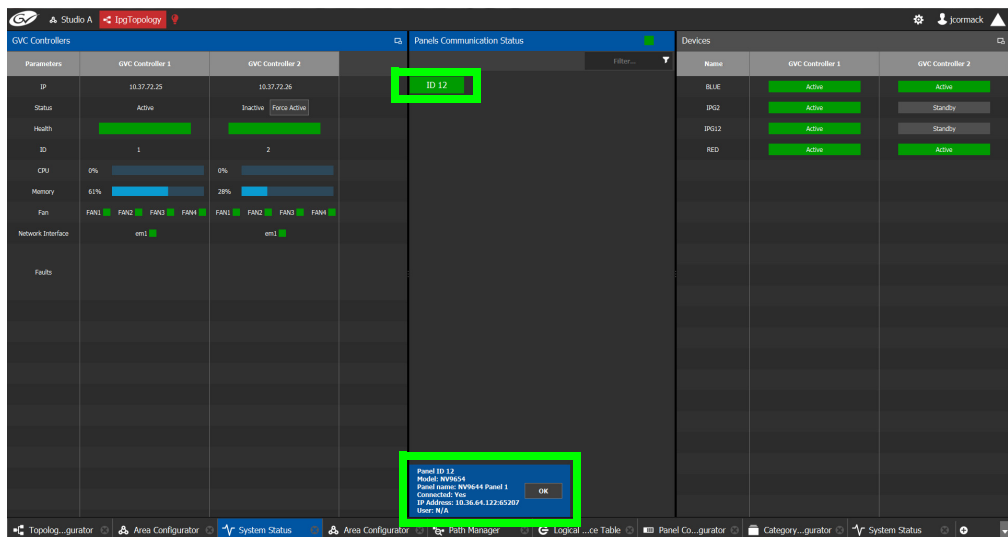 Studio A IpgTopology jcormack
GVC Controllers
Parameters GVC Controller 1 GVC Controller 2
IP 10.37.72.25 10.37.72.26
Status Active Inactive Force Active
Health
ID 1 2
CPU 0% 0%
Memory 61% 28%
Fan FAN1 FAN2 FAN3 FAN4 FAN1 FAN2 FAN3 FAN4
Network Interface em1 em1
Faults
Panels Communication Status
Filter...
ID 12
Panel ID 12
Model: NV9654
Panel name: NV9644 Panel 1
Connected: Yes
IP Address: 10.36.64.122:65207
User: N/A
OK
Devices
Name GVC Controller 1 GVC Controller 2
BLUE Active Active
IPG2 Active Standby
IPG12 Active Standby
RED Active Active
Topolog...gurator Area Configurator System Status Area Configurator Path Manager Logical ...ce Table Panel Co...gurator Category...gurator System Status